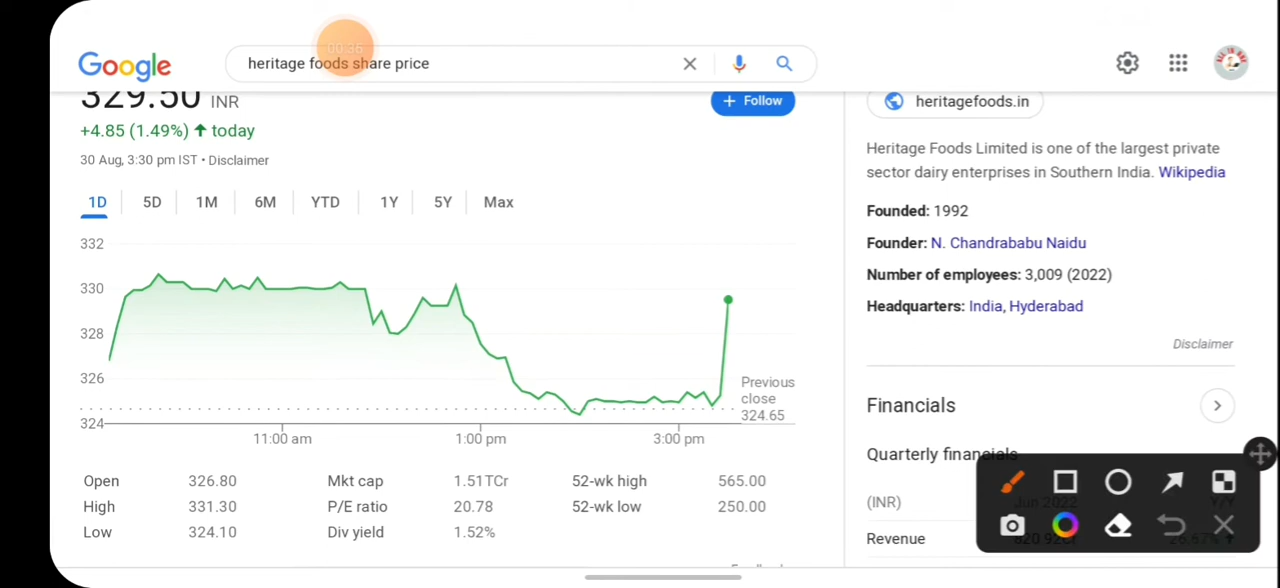 Google
heritage foods share price
00:36
329.50 INR
Follow
+4.85 (1.49%) today
30 Aug, 3:30 pm IST • Disclaimer
1D 5D 1M 6M YTD 1Y 5Y Max
332
330
328
326
324
Previous
close
324.65
11:00 am 1:00 pm 3:00 pm
Open 326.80 Mkt cap 1.51TCr 52-wk high 565.00
High 331.30 P/E ratio 20.78 52-wk low 250.00
Low 324.10 Div yield 1.52%
heritagefoods.in
Heritage Foods Limited is one of the largest private
sector dairy enterprises in Southern India. Wikipedia
Founded: 1992
Founder: N. Chandrababu Naidu
Number of employees: 3,009 (2022)
Headquarters: India, Hyderabad
Disclaimer
Financials
Quarterly financials
(INR) Jun 2022 Y/Y
Revenue